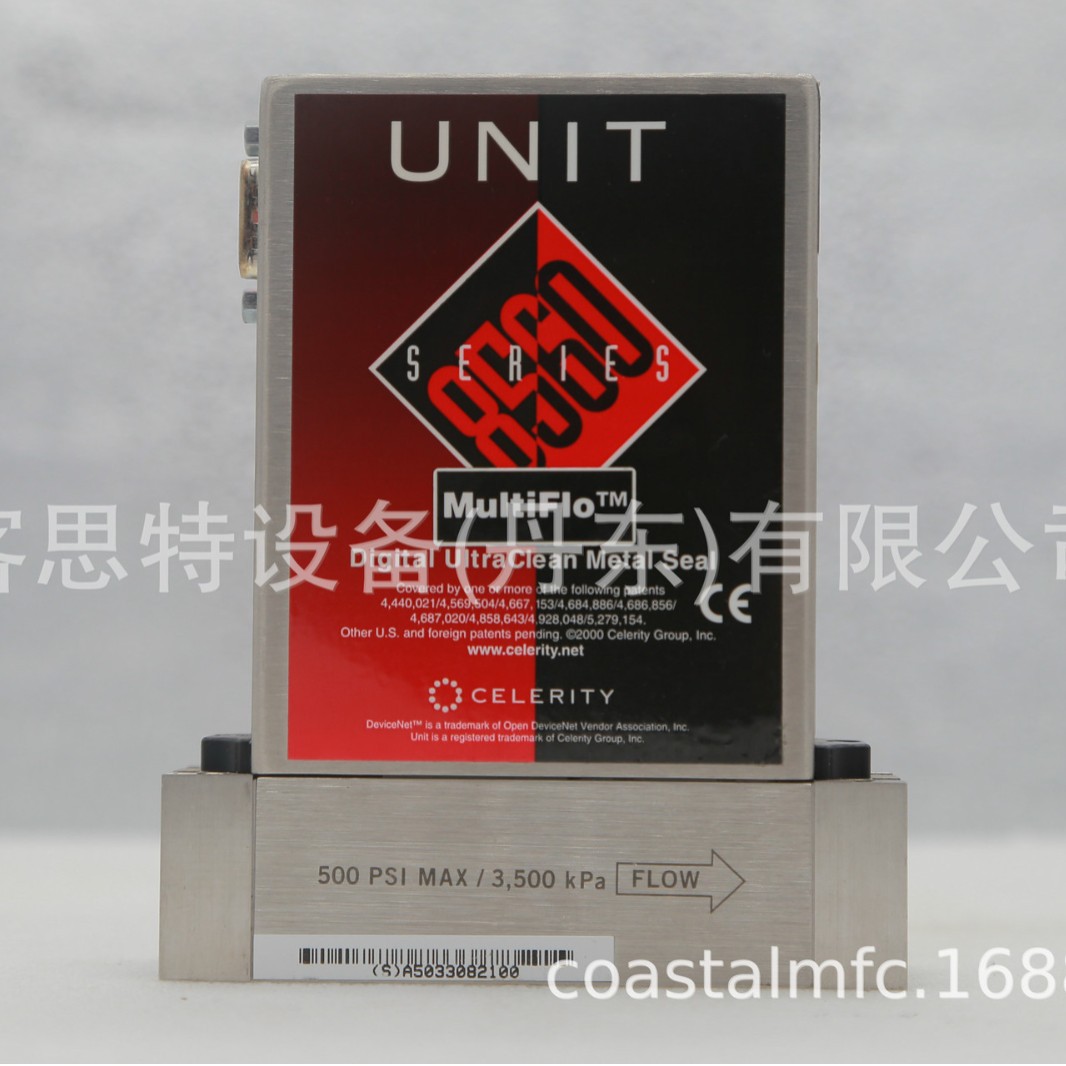 UNIT
8560
SERIES
MultiFlo™
客思特设备(丹东)有限公司
Digital UltraClean Metal Seal
Covered by one or more of the following patents
4,440,021/4,569,504/4,667,153/4,684,886/4,686,856/
4,687,020/4,858,643/4,928,048/5,279,154.
Other U.S. and foreign patents pending. ©2000 Celerity Group, Inc.
www.celerity.net
CE
CELERITY
DeviceNet™ is a trademark of Open DeviceNet Vendor Association, Inc.
Unit is a registered trademark of Celerity Group, Inc.
500 PSI MAX / 3,500 kPa FLOW
(S)A5033082100
coastalmfc.1688